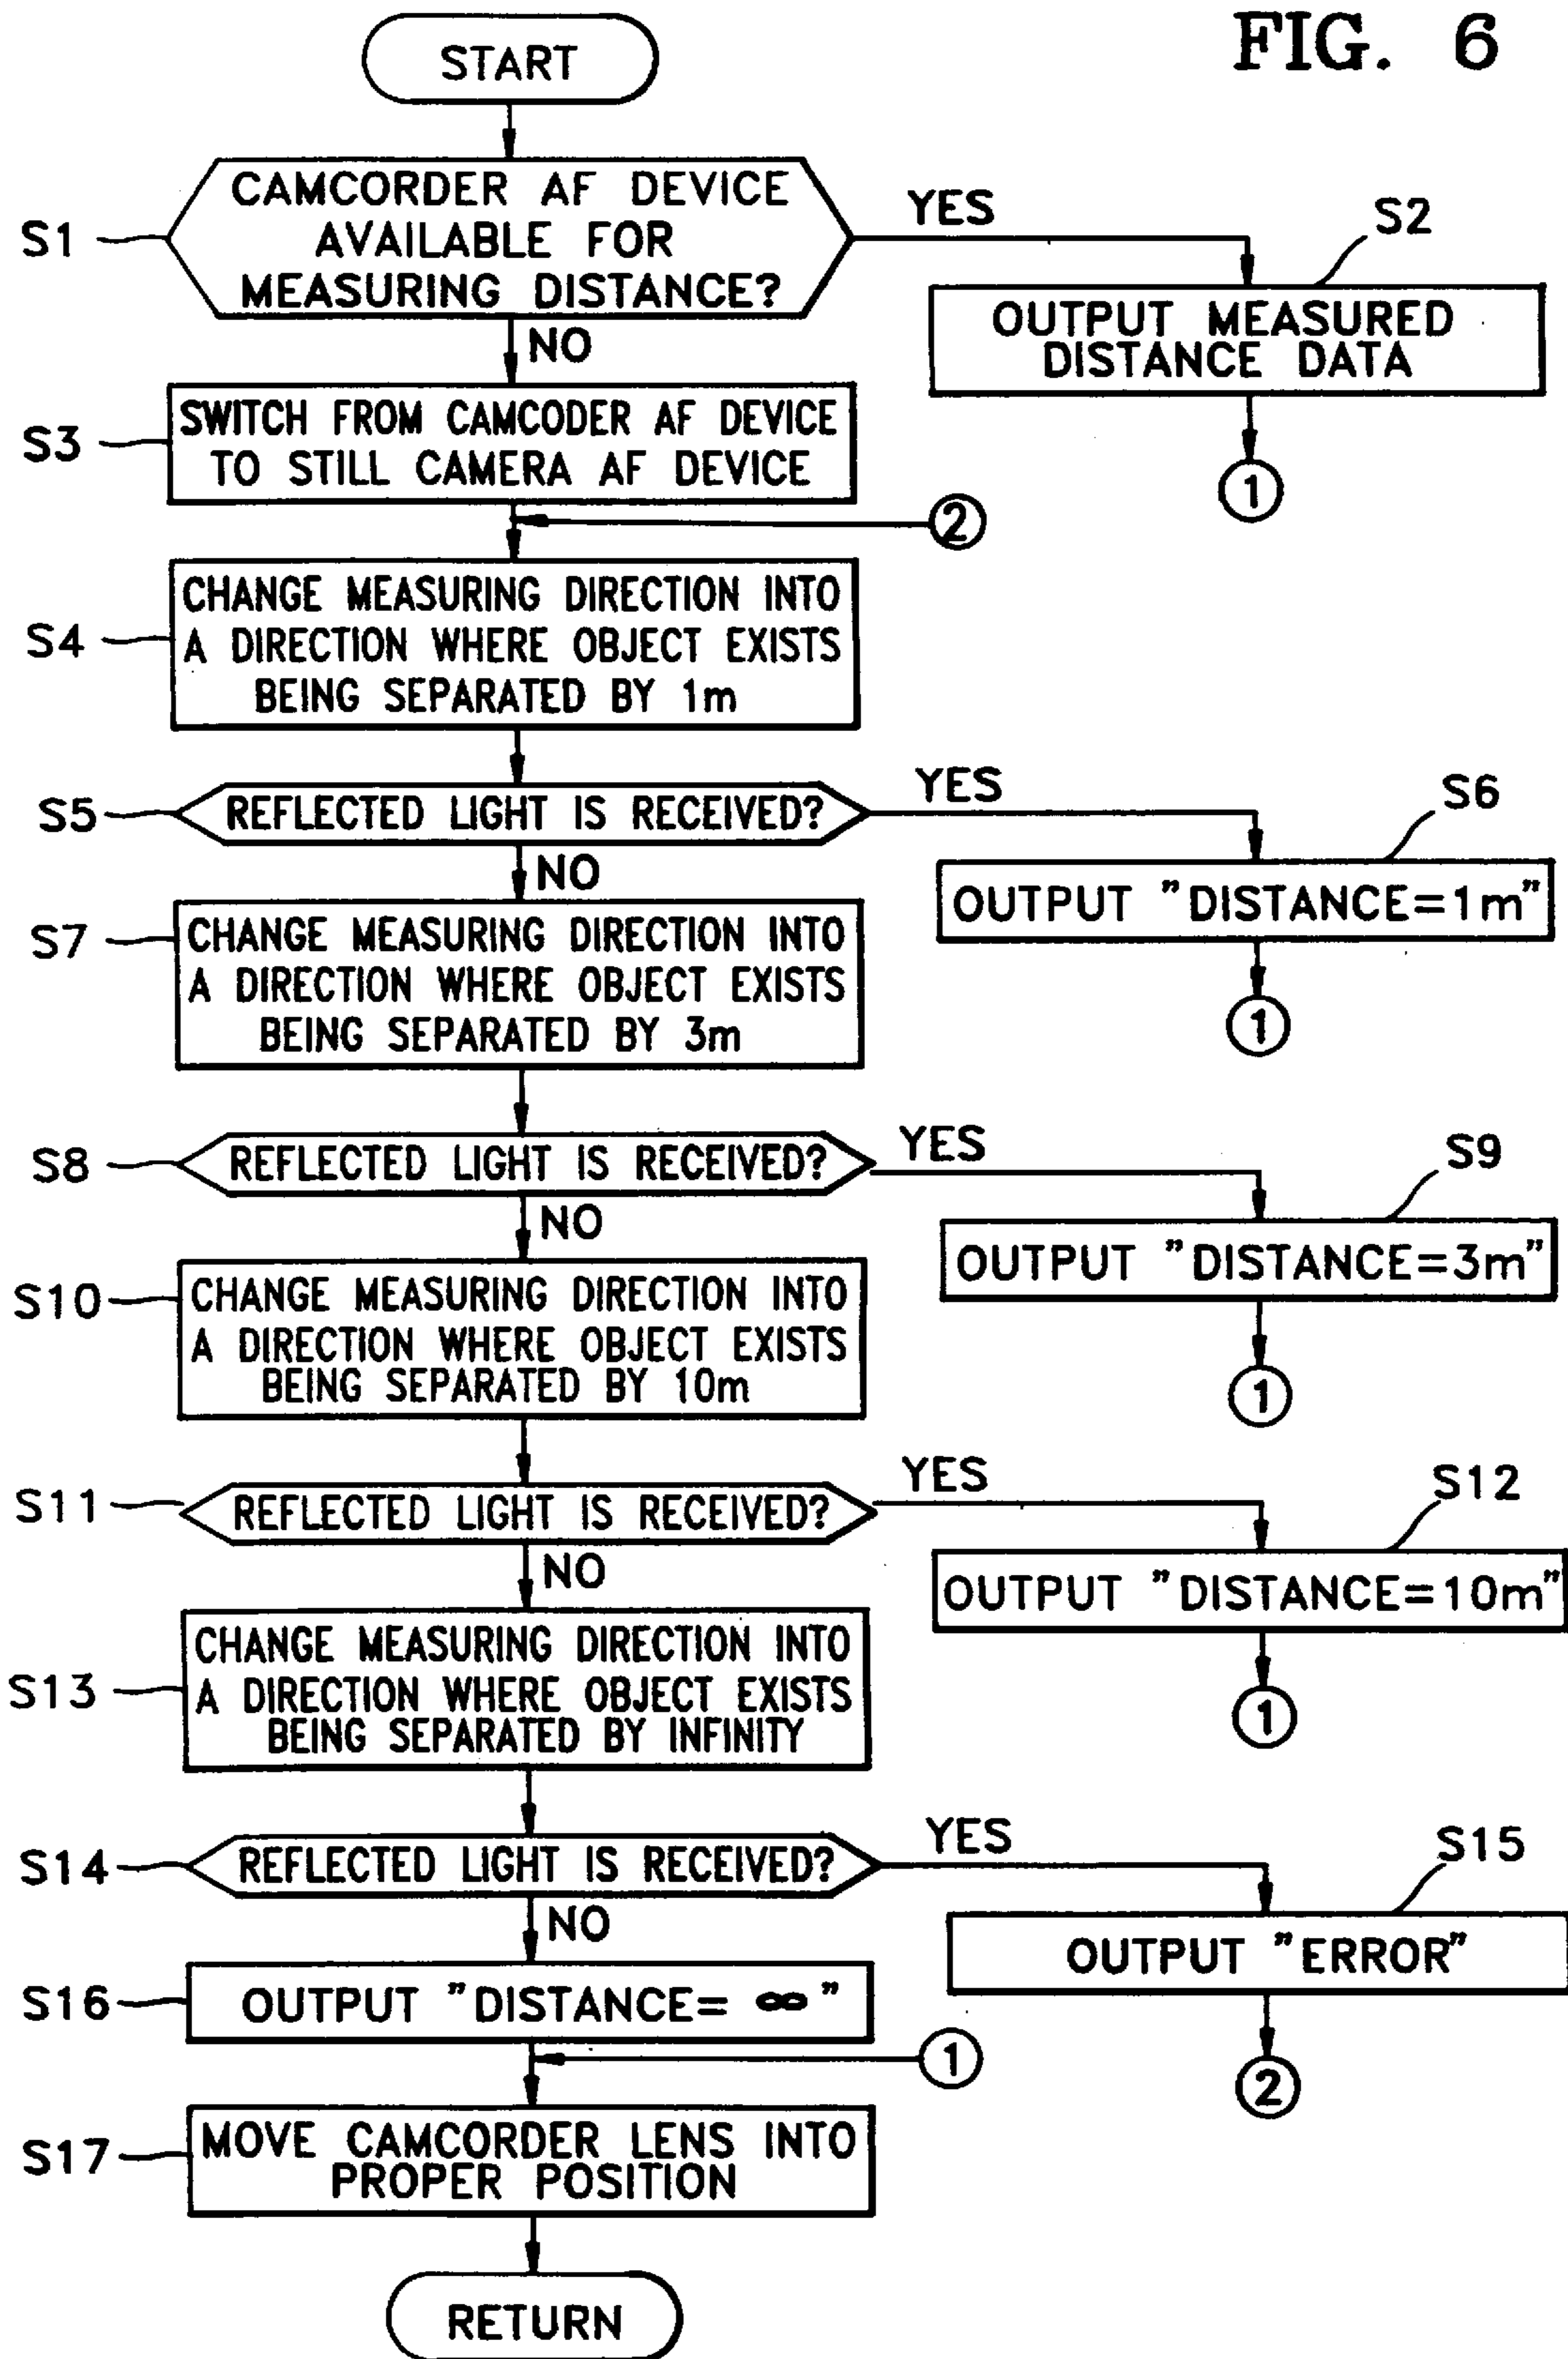 FIG. 6
START
S1
CAMCORDER AF DEVICE
AVAILABLE FOR
MEASURING DISTANCE?
YES
S2
OUTPUT MEASURED
DISTANCE DATA
1
NO
S3
SWITCH FROM CAMCODER AF DEVICE
TO STILL CAMERA AF DEVICE
2
S4
CHANGE MEASURING DIRECTION INTO
A DIRECTION WHERE OBJECT EXISTS
BEING SEPARATED BY 1m
S5
REFLECTED LIGHT IS RECEIVED?
YES
S6
OUTPUT "DISTANCE=1m"
1
NO
S7
CHANGE MEASURING DIRECTION INTO
A DIRECTION WHERE OBJECT EXISTS
BEING SEPARATED BY 3m
S8
REFLECTED LIGHT IS RECEIVED?
YES
S9
OUTPUT "DISTANCE=3m"
1
NO
S10
CHANGE MEASURING DIRECTION INTO
A DIRECTION WHERE OBJECT EXISTS
BEING SEPARATED BY 10m
S11
REFLECTED LIGHT IS RECEIVED?
YES
S12
OUTPUT "DISTANCE=10m"
1
NO
S13
CHANGE MEASURING DIRECTION INTO
A DIRECTION WHERE OBJECT EXISTS
BEING SEPARATED BY INFINITY
S14
REFLECTED LIGHT IS RECEIVED?
YES
S15
OUTPUT "ERROR"
2
NO
S16
OUTPUT "DISTANCE= ∞ "
1
S17
MOVE CAMCORDER LENS INTO
PROPER POSITION
RETURN